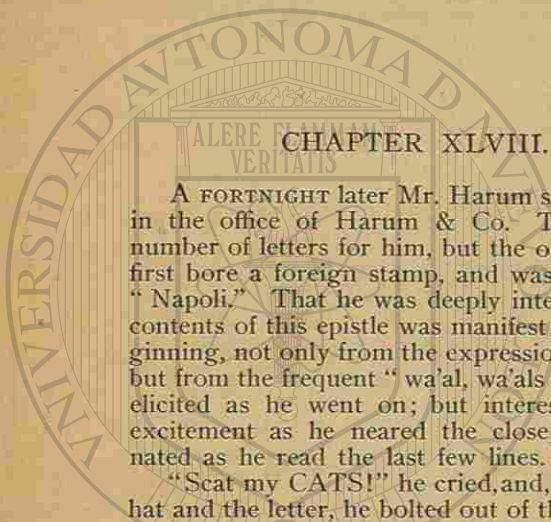 UNIVERSIDAD AUTONOMA D
ALERE FLAMMAM
VERITATIS
CHAPTER XLVIII.
A FORTNIGHT later Mr. Harum s
in the office of Harum & Co. T
number of letters for him, but the o
first bore a foreign stamp, and was
“ Napoli.” That he was deeply inte
contents of this epistle was manifest
ginning, not only from the expressio
but from the frequent “ wa'al, wa'als
elicited as he went on; but interes
excitement as he neared the close
nated as he read the last few lines.
“Scat my CATS!” he cried, and,
hat and the letter, he bolted out of th